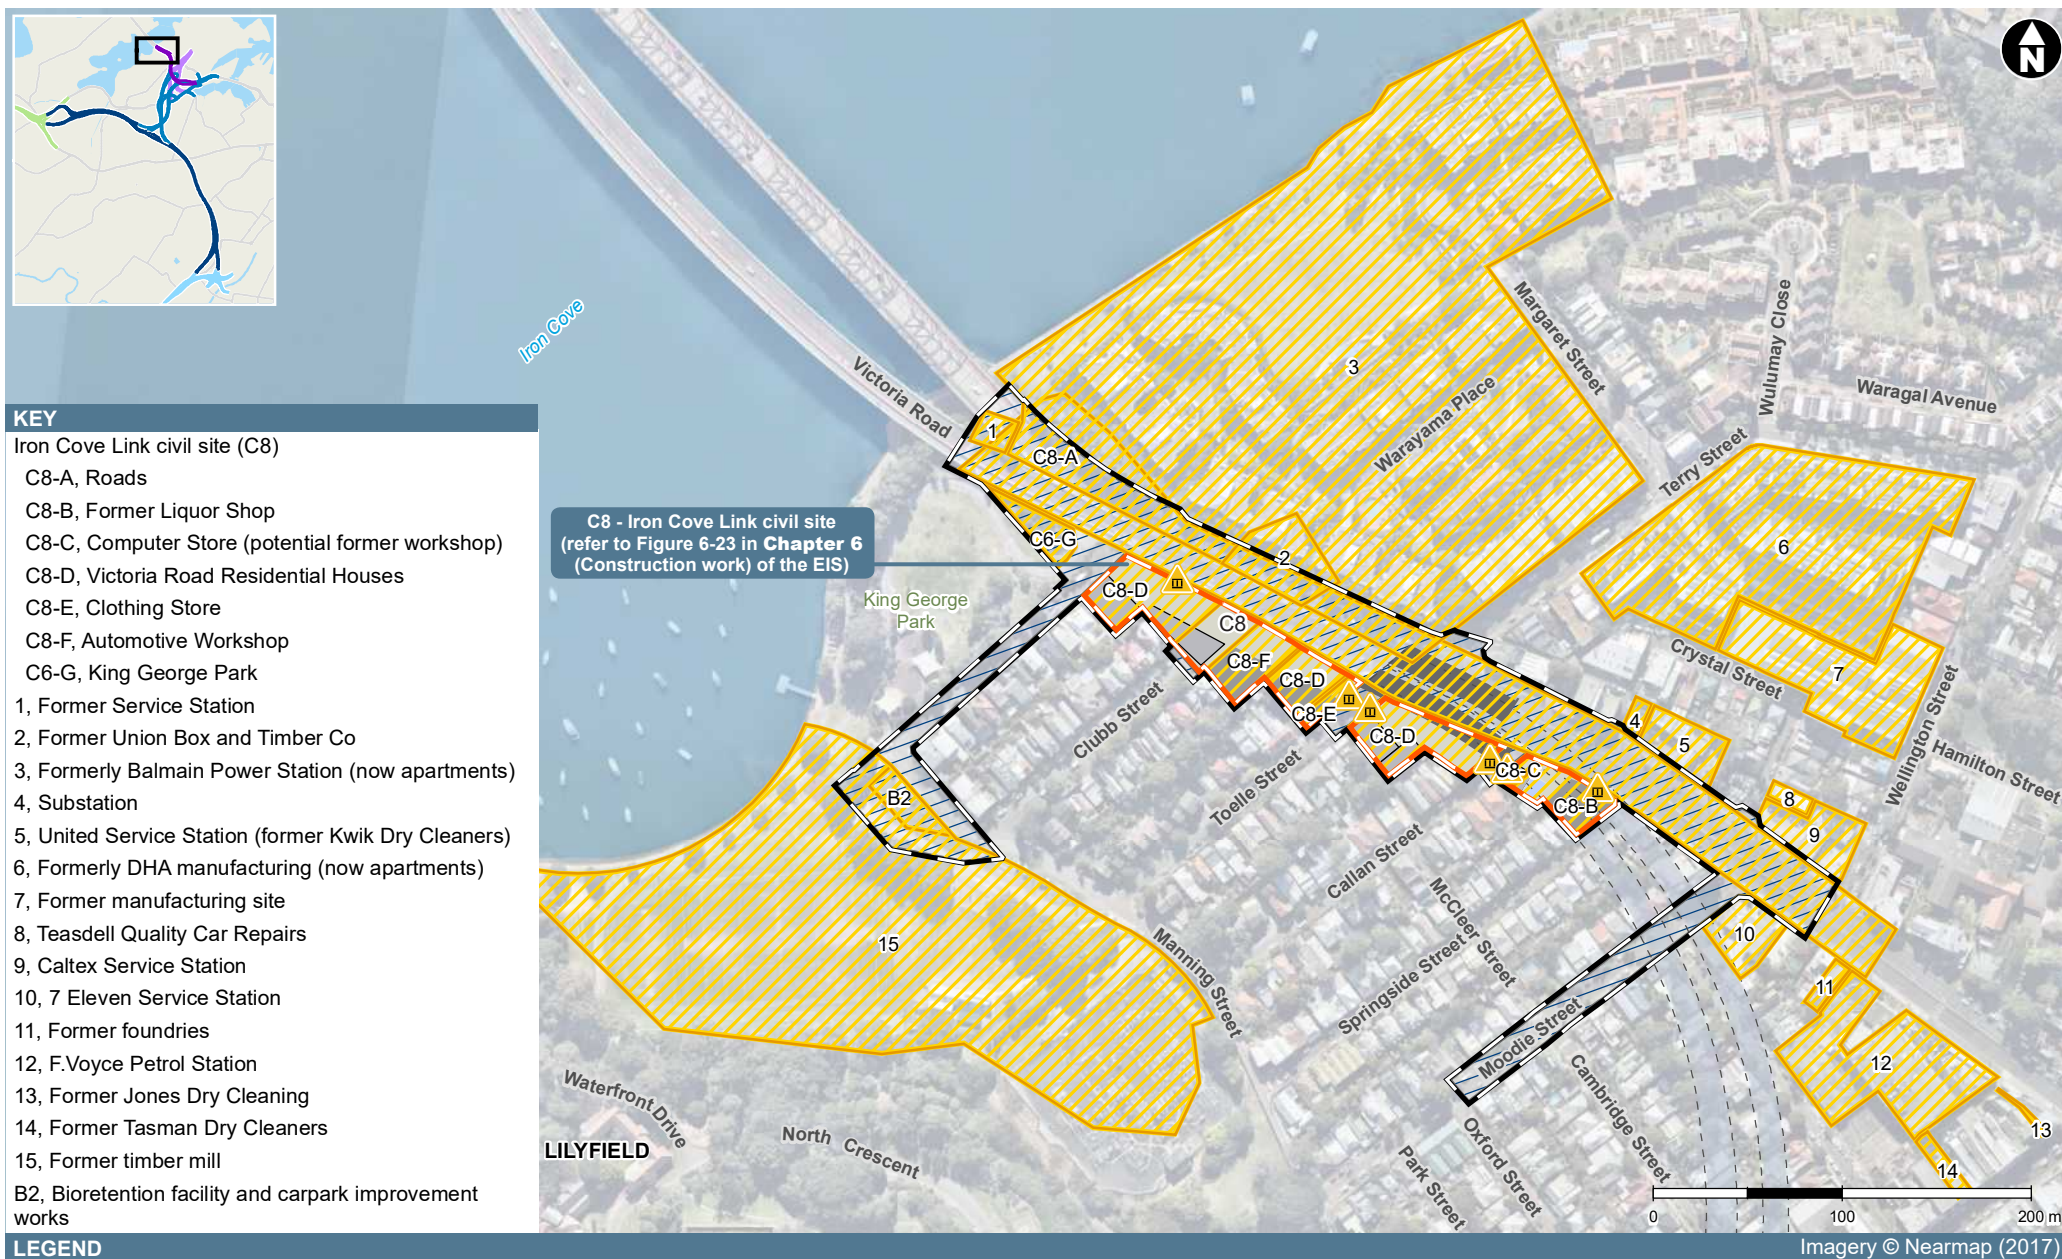 N
Iron Cove
Victoria Road
Margaret Street
Wulumay Close
Waragal Avenue
Warayama Place
Terry Street
Crystal Street
Wellington Street
Hamilton Street
King George
Park
Clubb Street
Toelle Street
Callan Street
McCleer Street
Springside Street
Manning Street
Moodie Street
Cambridge Street
Oxford Street
Park Street
Waterfront Drive
North Crescent
LILYFIELD
C8 - Iron Cove Link civil site
(refer to Figure 6-23 in Chapter 6
(Construction work) of the EIS)
1
C8-A
C6-G
2
3
C8-D
C8
C8-F
C8-D
C8-E
C8-D
C8-C
C8-B
B2
4
5
6
7
8
9
10
11
12
13
14
15
KEY
Iron Cove Link civil site (C8)
C8-A, Roads
C8-B, Former Liquor Shop
C8-C, Computer Store (potential former workshop)
C8-D, Victoria Road Residential Houses
C8-E, Clothing Store
C8-F, Automotive Workshop
C6-G, King George Park
1, Former Service Station
2, Former Union Box and Timber Co
3, Formerly Balmain Power Station (now apartments)
4, Substation
5, United Service Station (former Kwik Dry Cleaners)
6, Formerly DHA manufacturing (now apartments)
7, Former manufacturing site
8, Teasdell Quality Car Repairs
9, Caltex Service Station
10, 7 Eleven Service Station
11, Former foundries
12, F.Voyce Petrol Station
13, Former Jones Dry Cleaning
14, Former Tasman Dry Cleaners
15, Former timber mill
B2, Bioretention facility and carpark improvement
works
0 100 200 m
LEGEND
Imagery © Nearmap (2017)